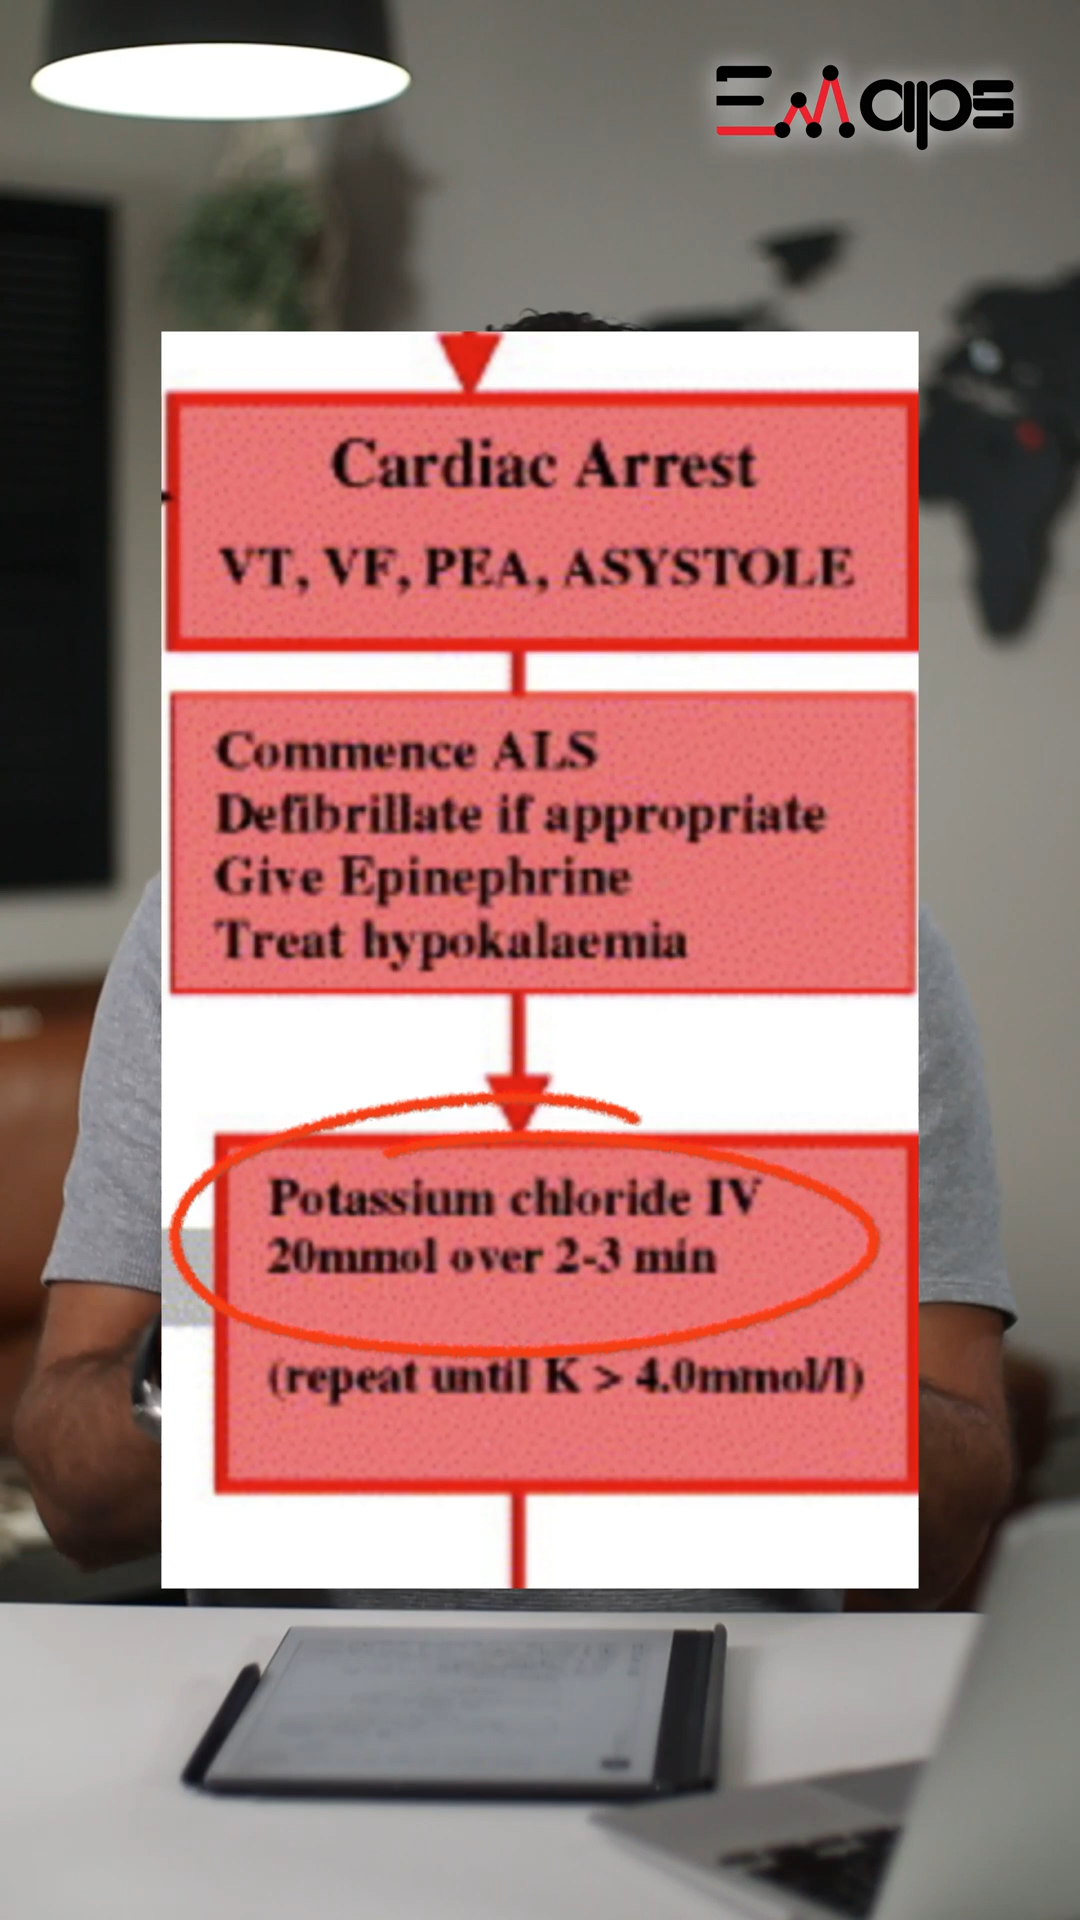 EMaps
Cardiac Arrest
VT, VF, PEA, ASYSTOLE
Commence ALS
Defibrillate if appropriate
Give Epinephrine
Treat hypokalaemia
Potassium chloride IV
20mmol over 2-3 min
(repeat until K > 4.0mmol/l)